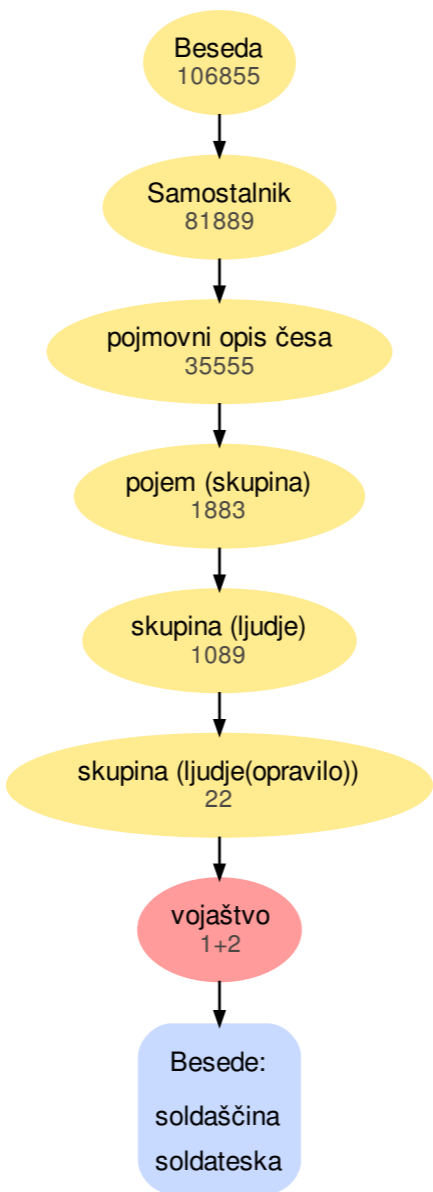 Beseda
106855
Samostalnik
81889
pojmovni opis česa
35555
pojem (skupina)
1883
skupina (ljudje)
1089
skupina (ljudje(opravilo))
22
vojaštvo
1+2
Besede:
soldaščina
soldateska